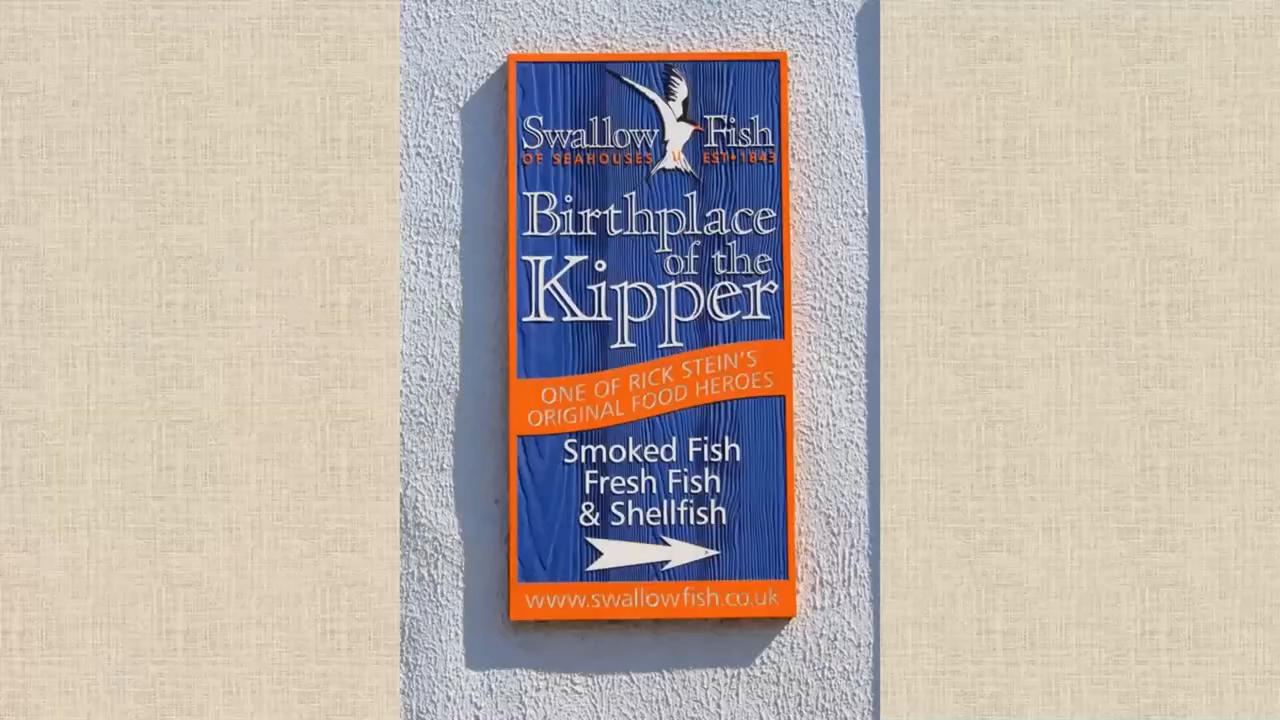 Swallow Fish
OF SEAHOUSES EST•1843
Birthplace
of the
Kipper
ONE OF RICK STEIN'S
ORIGINAL FOOD HEROES
Smoked Fish
Fresh Fish
& Shellfish
www.swallowfish.co.uk